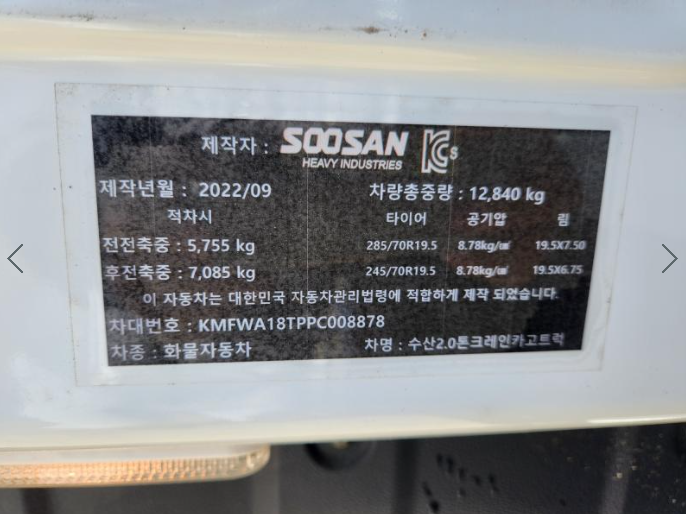 제작자 : SOOSAN
HEAVY INDUSTRIES
KC s
제작년월 : 2022/09 차량총중량 : 12,840 kg
적차시 타이어 공기압 림
전전축중 : 5,755 kg 285/70R19.5 8.78kg/㎠ 19.5X7.50
후전축중 : 7,085 kg 245/70R19.5 8.78kg/㎠ 19.5X6.75
이 자동차는 대한민국 자동차관리법령에 적합하게 제작 되었습니다.
차대번호 : KMFWA18TPPC008878
차종 : 화물자동차 차명 : 수산2.0톤크레인카고트럭